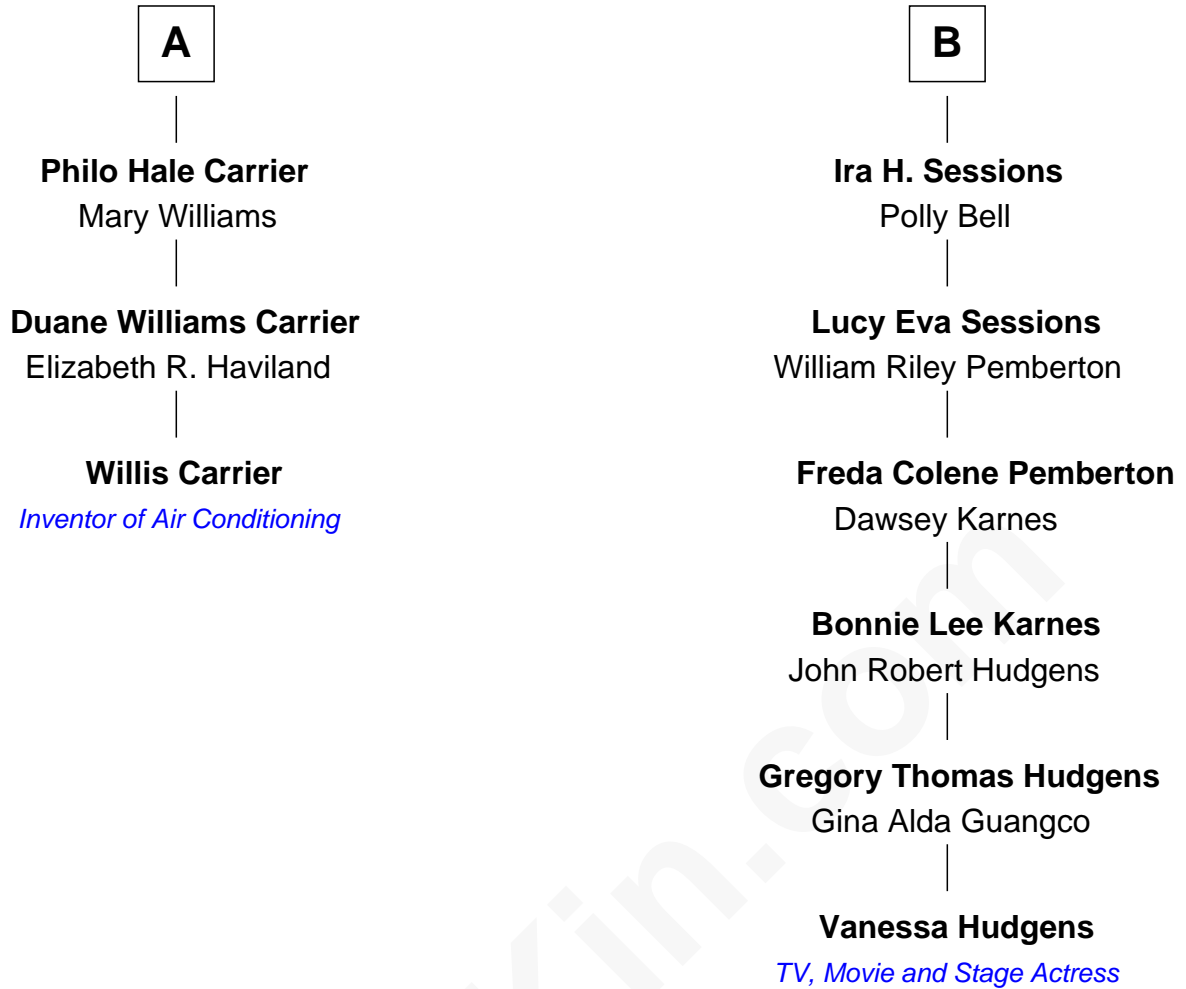 A
Philo Hale Carrier
Mary Williams
Duane Williams Carrier
Elizabeth R. Haviland
Willis Carrier
Inventor of Air Conditioning
B
Ira H. Sessions
Polly Bell
Lucy Eva Sessions
William Riley Pemberton
Freda Colene Pemberton
Dawsey Karnes
Bonnie Lee Karnes
John Robert Hudgens
Gregory Thomas Hudgens
Gina Alda Guangco
Vanessa Hudgens
TV, Movie and Stage Actress